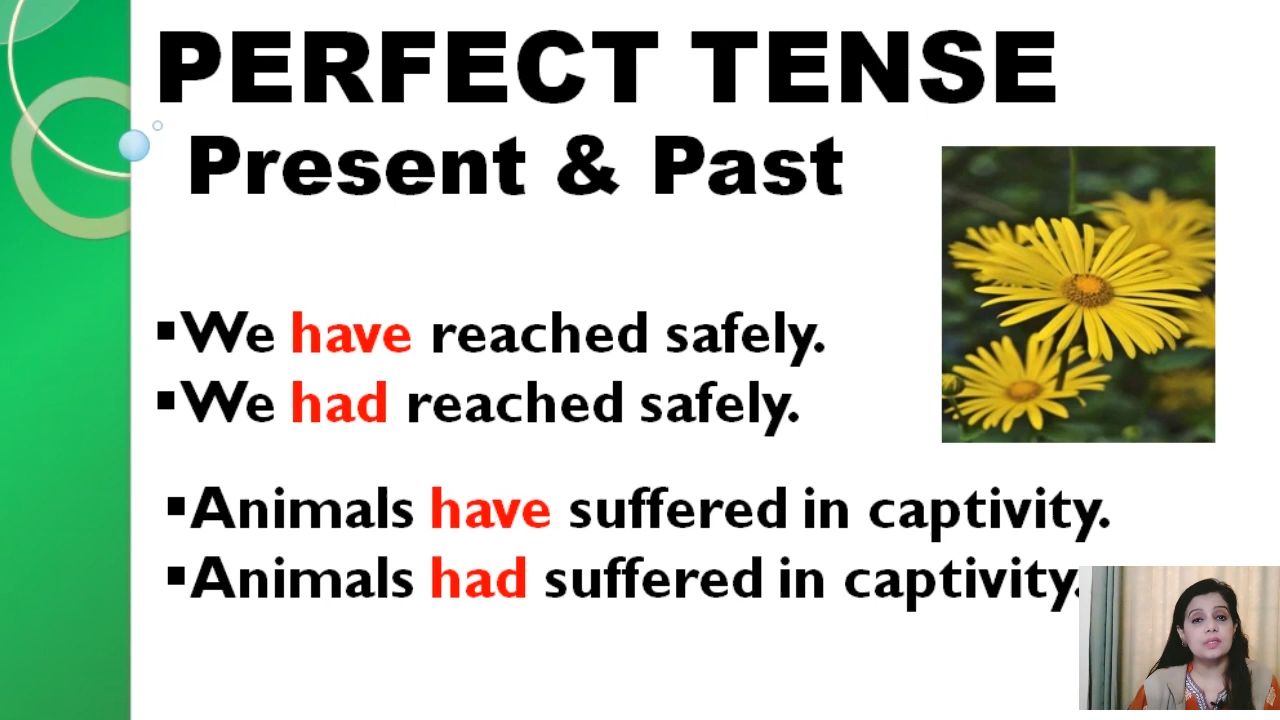 PERFECT TENSE
Present & Past
▪We have reached safely.
▪We had reached safely.
▪Animals have suffered in captivity.
▪Animals had suffered in captivity.